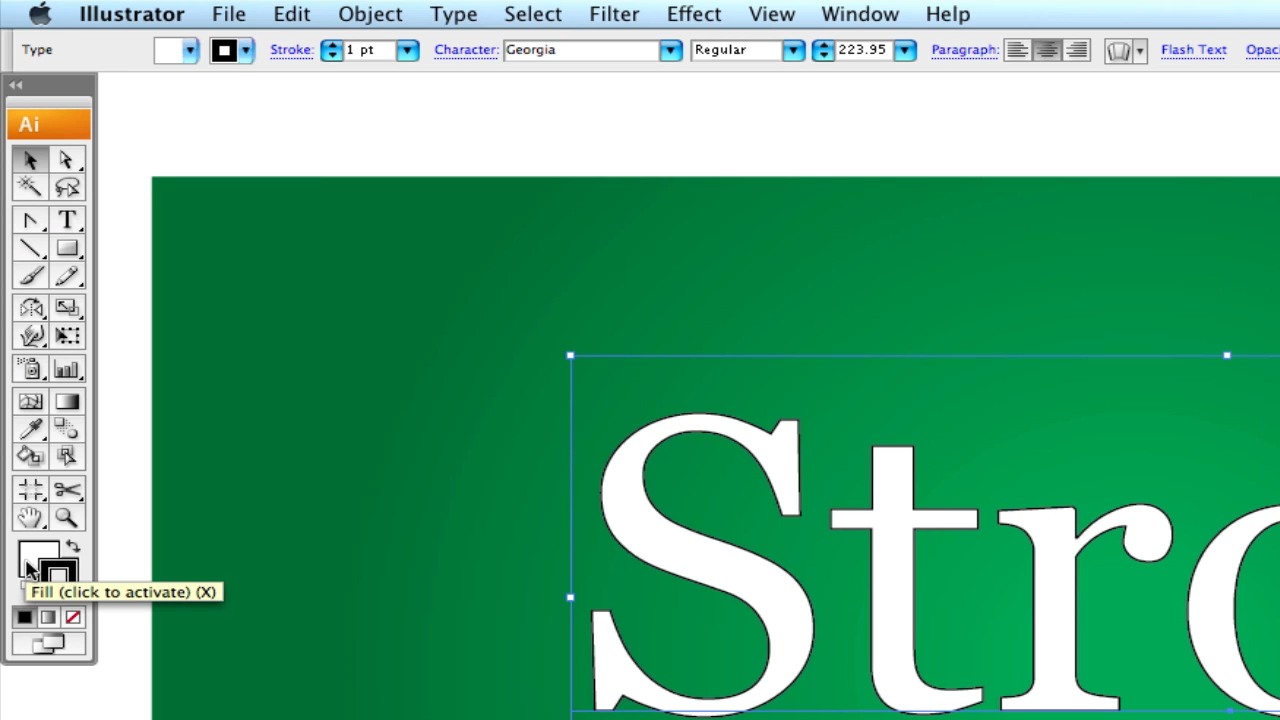 Illustrator File Edit Object Type Select Filter Effect View Window Help
Type Stroke: 1 pt Character: Georgia Regular 223.95 Paragraph: Flash Text Opac
Ai
T
Stro
Fill (click to activate) (X)